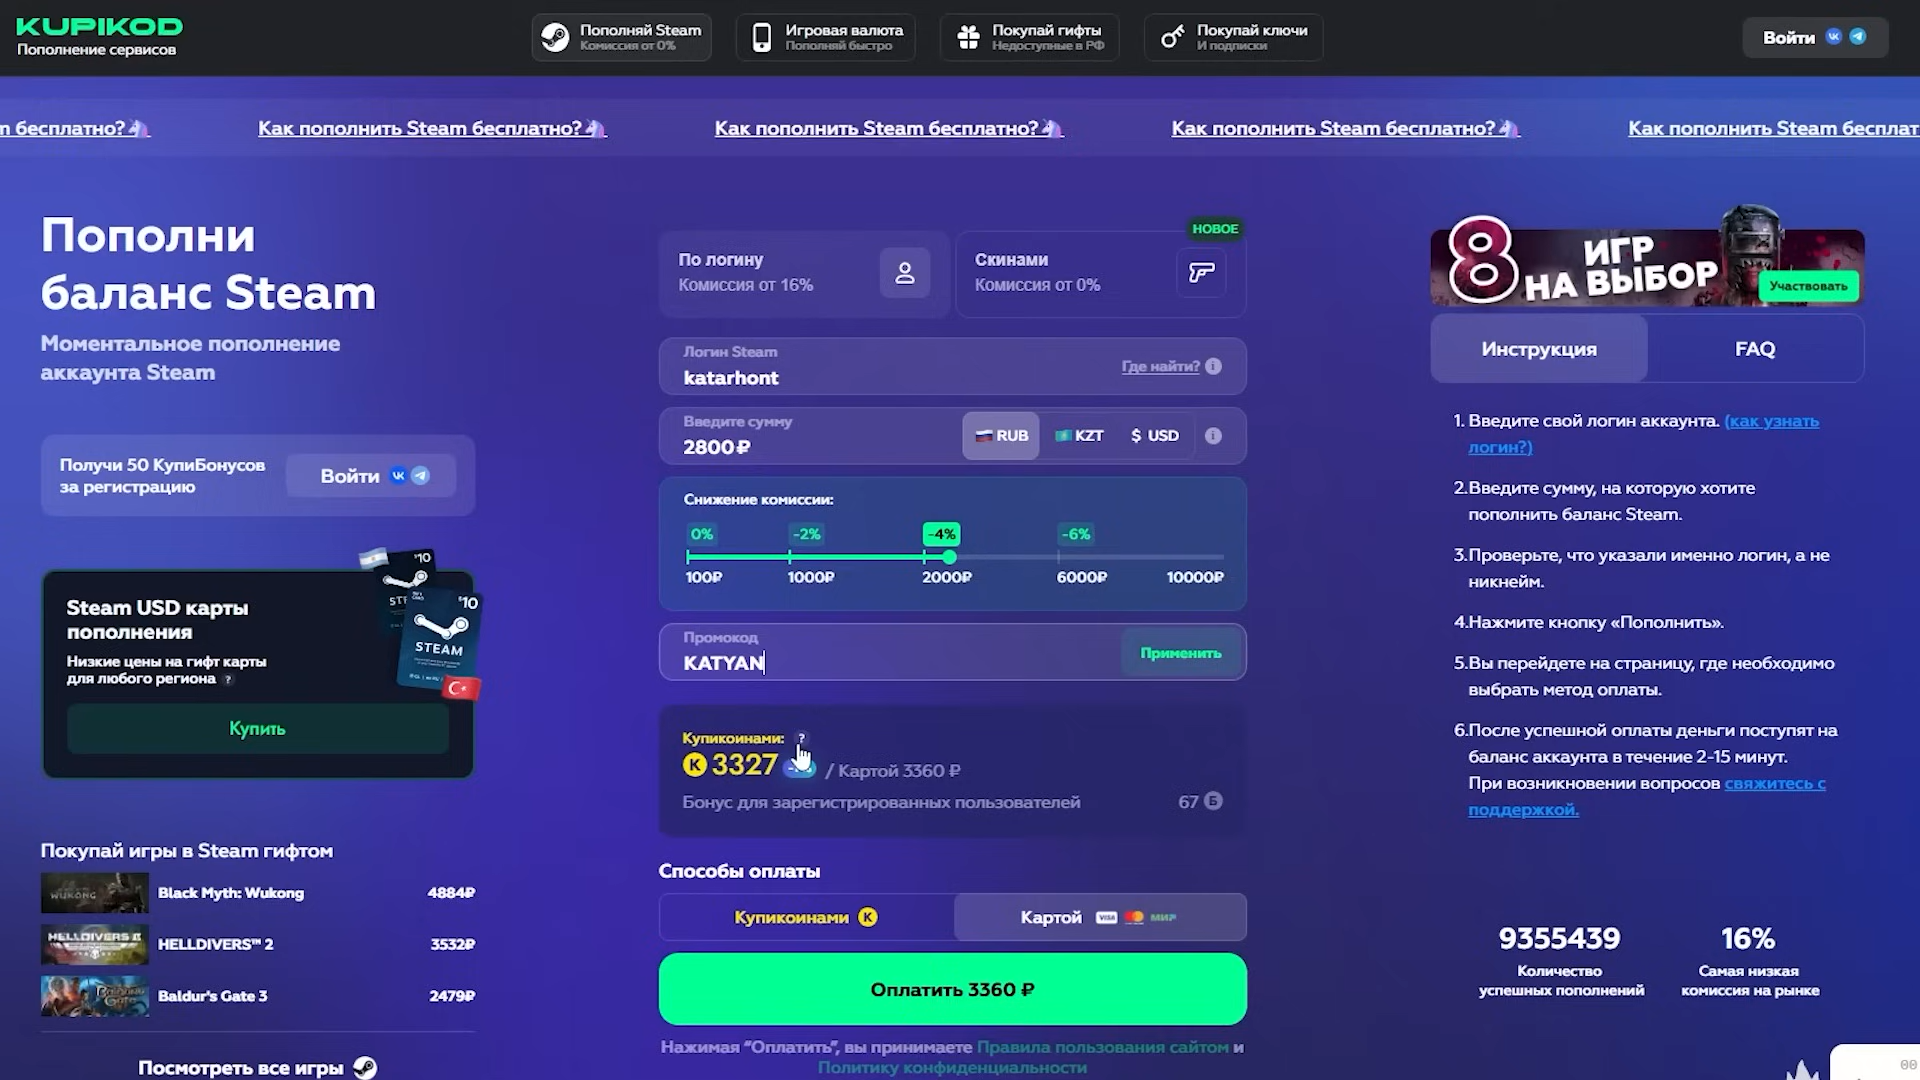 KUPIKOD
Пополнение сервисов
Пополняй Steam
Комиссия от 0%
Игровая валюта
Пополняй быстро
Покупай гифты
Недоступные в РФ
Покупай ключи
И подписки
Войти
m бесплатно?
Как пополнить Steam бесплатно?
Как пополнить Steam бесплатно?
Как пополнить Steam бесплатно?
Как пополнить Steam бесплат
Пополни
баланс Steam
Моментальное пополнение
аккаунта Steam
Получи 50 КупиБонусов
за регистрацию
Войти
Steam USD карты
пополнения
Низкие цены на гифт карты
для любого региона ?
$10
$10
STEAM
Купить
Покупай игры в Steam гифтом
WUKONG
Black Myth: Wukong
4884₽
HELLDIVERS II
HELLDIVERS™ 2
3532₽
Baldur's Gate 3
2479₽
Посмотреть все игры
По логину
Комиссия от 16%
НОВОЕ
Скинами
Комиссия от 0%
Логин Steam
katarhont
Где найти?
Введите сумму
2800₽
RUB
KZT
$ USD
Снижение комиссии:
0%
-2%
-4%
-6%
100₽
1000₽
2000₽
6000₽
10000₽
Промокод
KATYAN
Применить
Купикоинами: ?
K 3327
/ Картой 3360 ₽
Бонус для зарегистрированных пользователей
67 Б
Способы оплаты
Купикоинами K
Картой VISA МИР
Оплатить 3360 ₽
Нажимая “Оплатить”, вы принимаете Правила пользования сайтом и
Политику конфиденциальности
8 ИГР
НА ВЫБОР
Участвовать
Инструкция
FAQ
1. Введите свой логин аккаунта. (как узнать
логин?)
2.Введите сумму, на которую хотите
пополнить баланс Steam.
3.Проверьте, что указали именно логин, а не
никнейм.
4.Нажмите кнопку «Пополнить».
5.Вы перейдете на страницу, где необходимо
выбрать метод оплаты.
6.После успешной оплаты деньги поступят на
баланс аккаунта в течение 2-15 минут.
При возникновении вопросов свяжитесь с
поддержкой.
9355439
Количество
успешных пополнений
16%
Самая низкая
комиссия на рынке
00